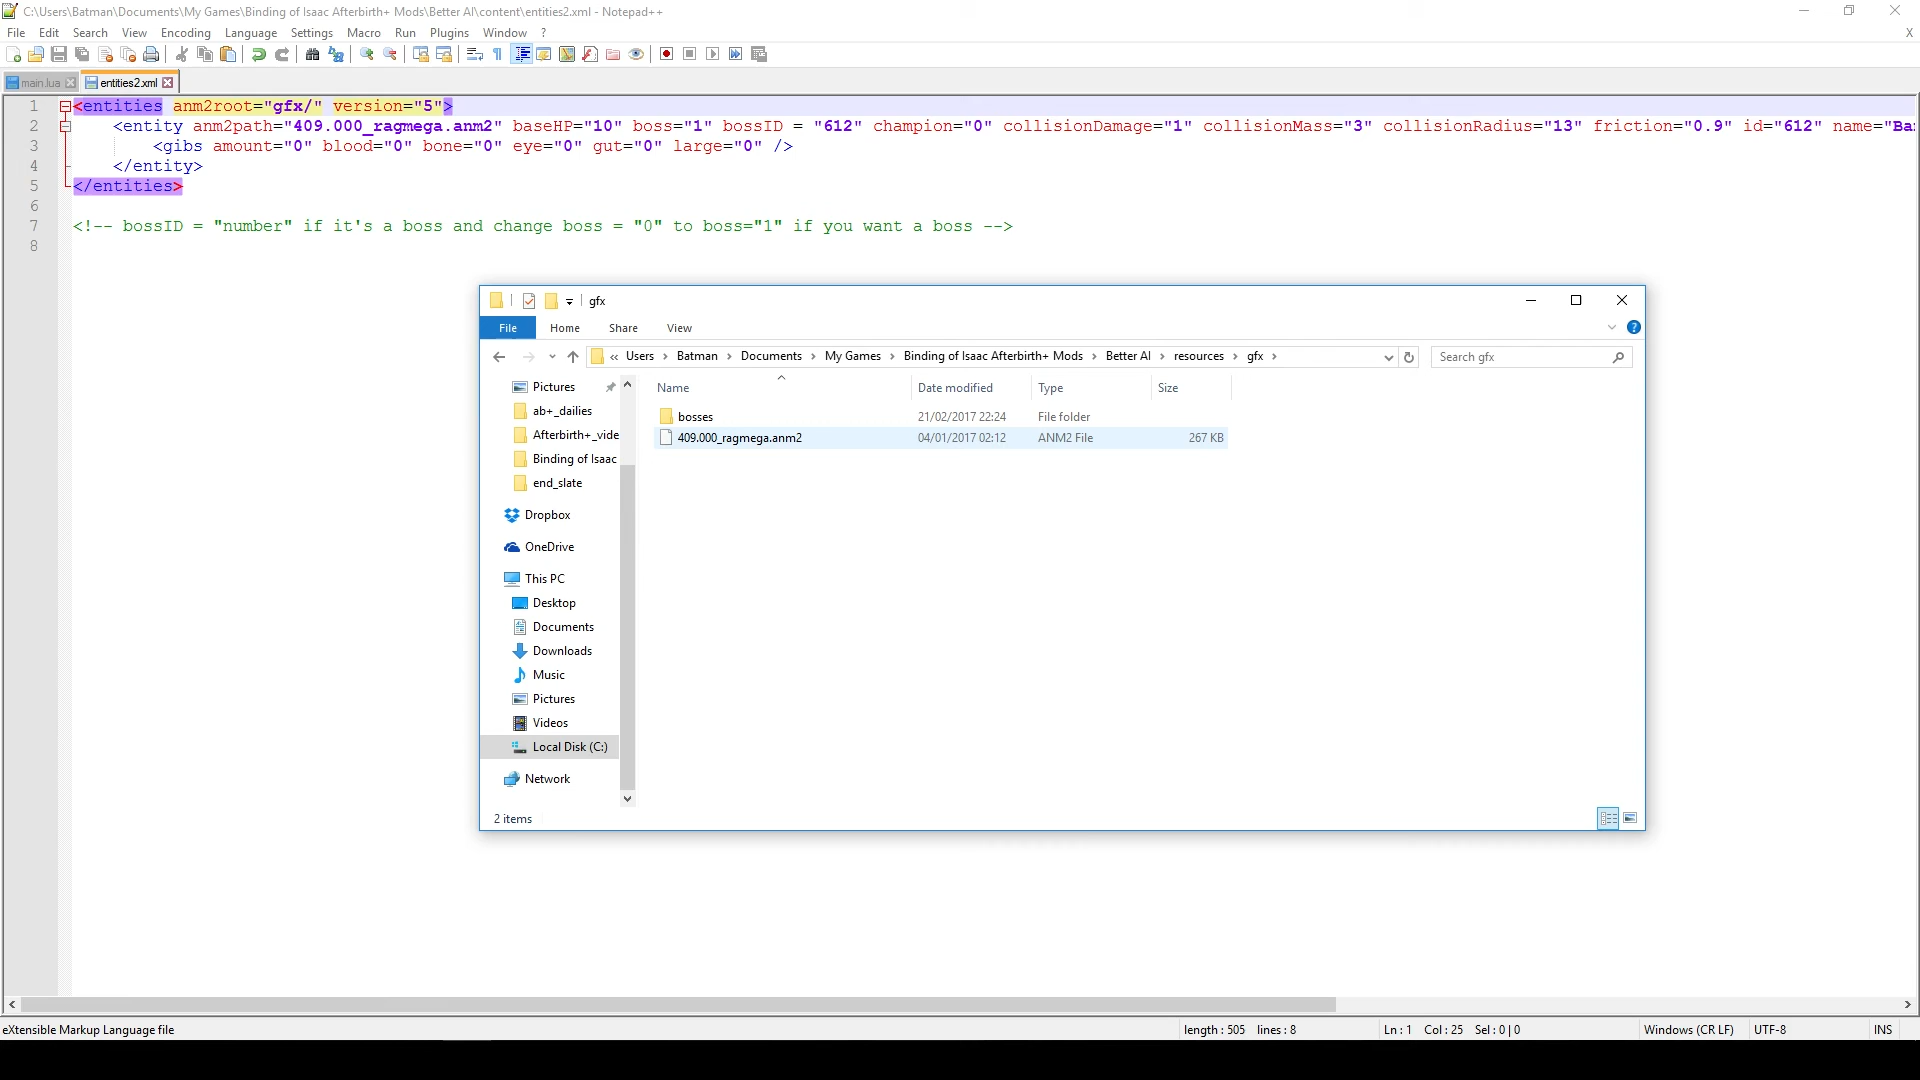 C:\Users\Batman\Documents\My Games\Binding of Isaac Afterbirth+ Mods\Better AI\content\entities2.xml - Notepad++
File Edit Search View Encoding Language Settings Macro Run Plugins Window ? X
main.lua entities2.xml
1 <entities anm2root="gfx/" version="5">
2 <entity anm2path="409.000_ragmega.anm2" baseHP="10" boss="1" bossID = "612" champion="0" collisionDamage="1" collisionMass="3" collisionRadius="13" friction="0.9" id="612" name="Ba
3 <gibs amount="0" blood="0" bone="0" eye="0" gut="0" large="0" />
4 </entity>
5 </entities>
6
7 <!-- bossID = "number" if it's a boss and change boss = "0" to boss="1" if you want a boss -->
8
gfx
File Home Share View ?
« Users > Batman > Documents > My Games > Binding of Isaac Afterbirth+ Mods > Better AI > resources > gfx > Search gfx
Name Date modified Type Size
bosses 21/02/2017 22:24 File folder
409.000_ragmega.anm2 04/01/2017 02:12 ANM2 File 267 KB
Pictures
ab+_dailies
Afterbirth+_vide
Binding of Isaac
end_slate
Dropbox
OneDrive
This PC
Desktop
Documents
Downloads
Music
Pictures
Videos
Local Disk (C:)
Network
2 items
eXtensible Markup Language file length : 505 lines : 8 Ln : 1 Col : 25 Sel : 0 | 0 Windows (CR LF) UTF-8 INS